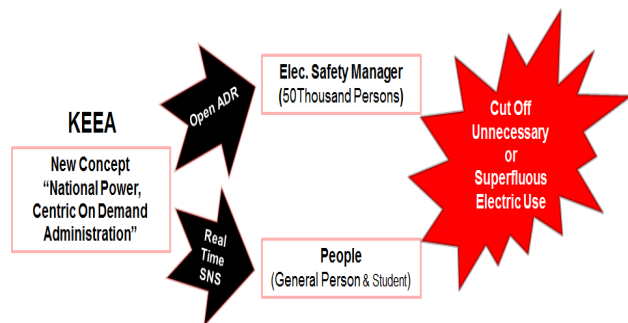 KEEA
New Concept
“National Power,
Centric On Demand
Administration”
Open ADR
Real
Time
SNS
Elec. Safety Manager
(50Thousand Persons)
People
(General Person & Student)
Cut Off
Unnecessary
or
Superfluous
Electric Use